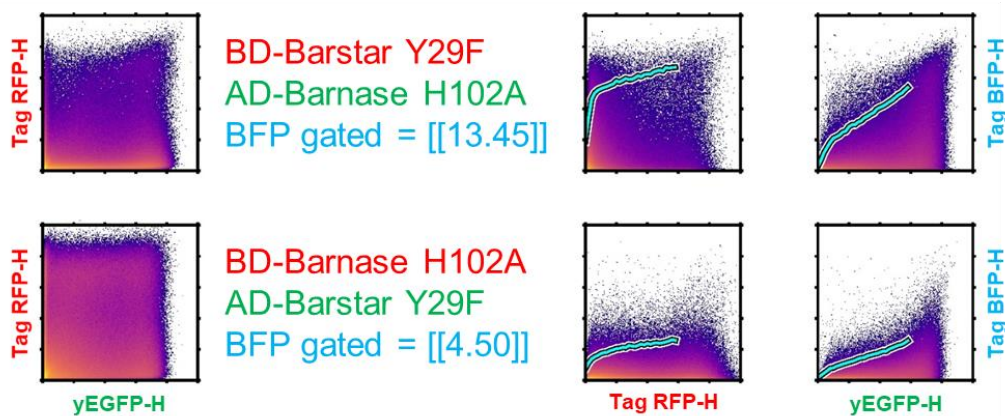 Tag RFP-H
BD-Barstar Y29F
AD-Barnase H102A
BFP gated = [[13.45]]
Tag BFP-H
Tag RFP-H
BD-Barnase H102A
AD-Barstar Y29F
BFP gated = [[4.50]]
Tag BFP-H
yEGFP-H
Tag RFP-H
yEGFP-H